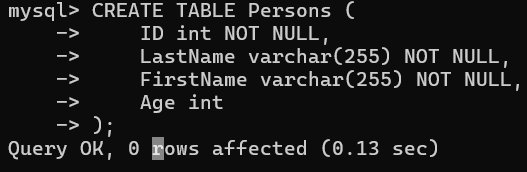 mysql> CREATE TABLE Persons (
    ->     ID int NOT NULL,
    ->     LastName varchar(255) NOT NULL,
    ->     FirstName varchar(255) NOT NULL,
    ->     Age int
    -> );
Query OK, 0 rows affected (0.13 sec)